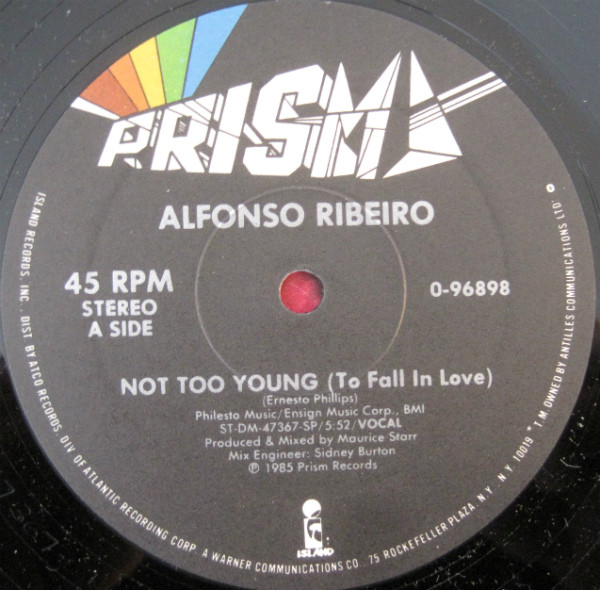 PRISM
ALFONSO RIBEIRO
45 RPM
STEREO
A SIDE
0-96898
NOT TOO YOUNG (To Fall In Love)
(Ernesto Phillips)
Philesto Music/Ensign Music Corp., BMI
ST-DM-47367-SP/5:52/VOCAL
Produced & Mixed by Maurice Starr
Mix Engineer: Sidney Burton
℗ 1985 Prism Records
ISLAND
ISLAND RECORDS, INC., DIST. BY ATCO RECORDS, DIV. OF ATLANTIC RECORDING CORP. A WARNER COMMUNICATIONS CO. 75 ROCKEFELLER PLAZA, N.Y., N.Y. 10019 * T.M. OWNED BY ANTILLES COMMUNICATIONS LTD.